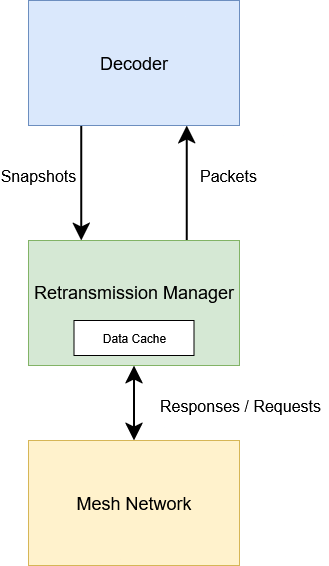 Decoder
Snapshots
Packets
Retransmission Manager
Data Cache
Responses / Requests
Mesh Network